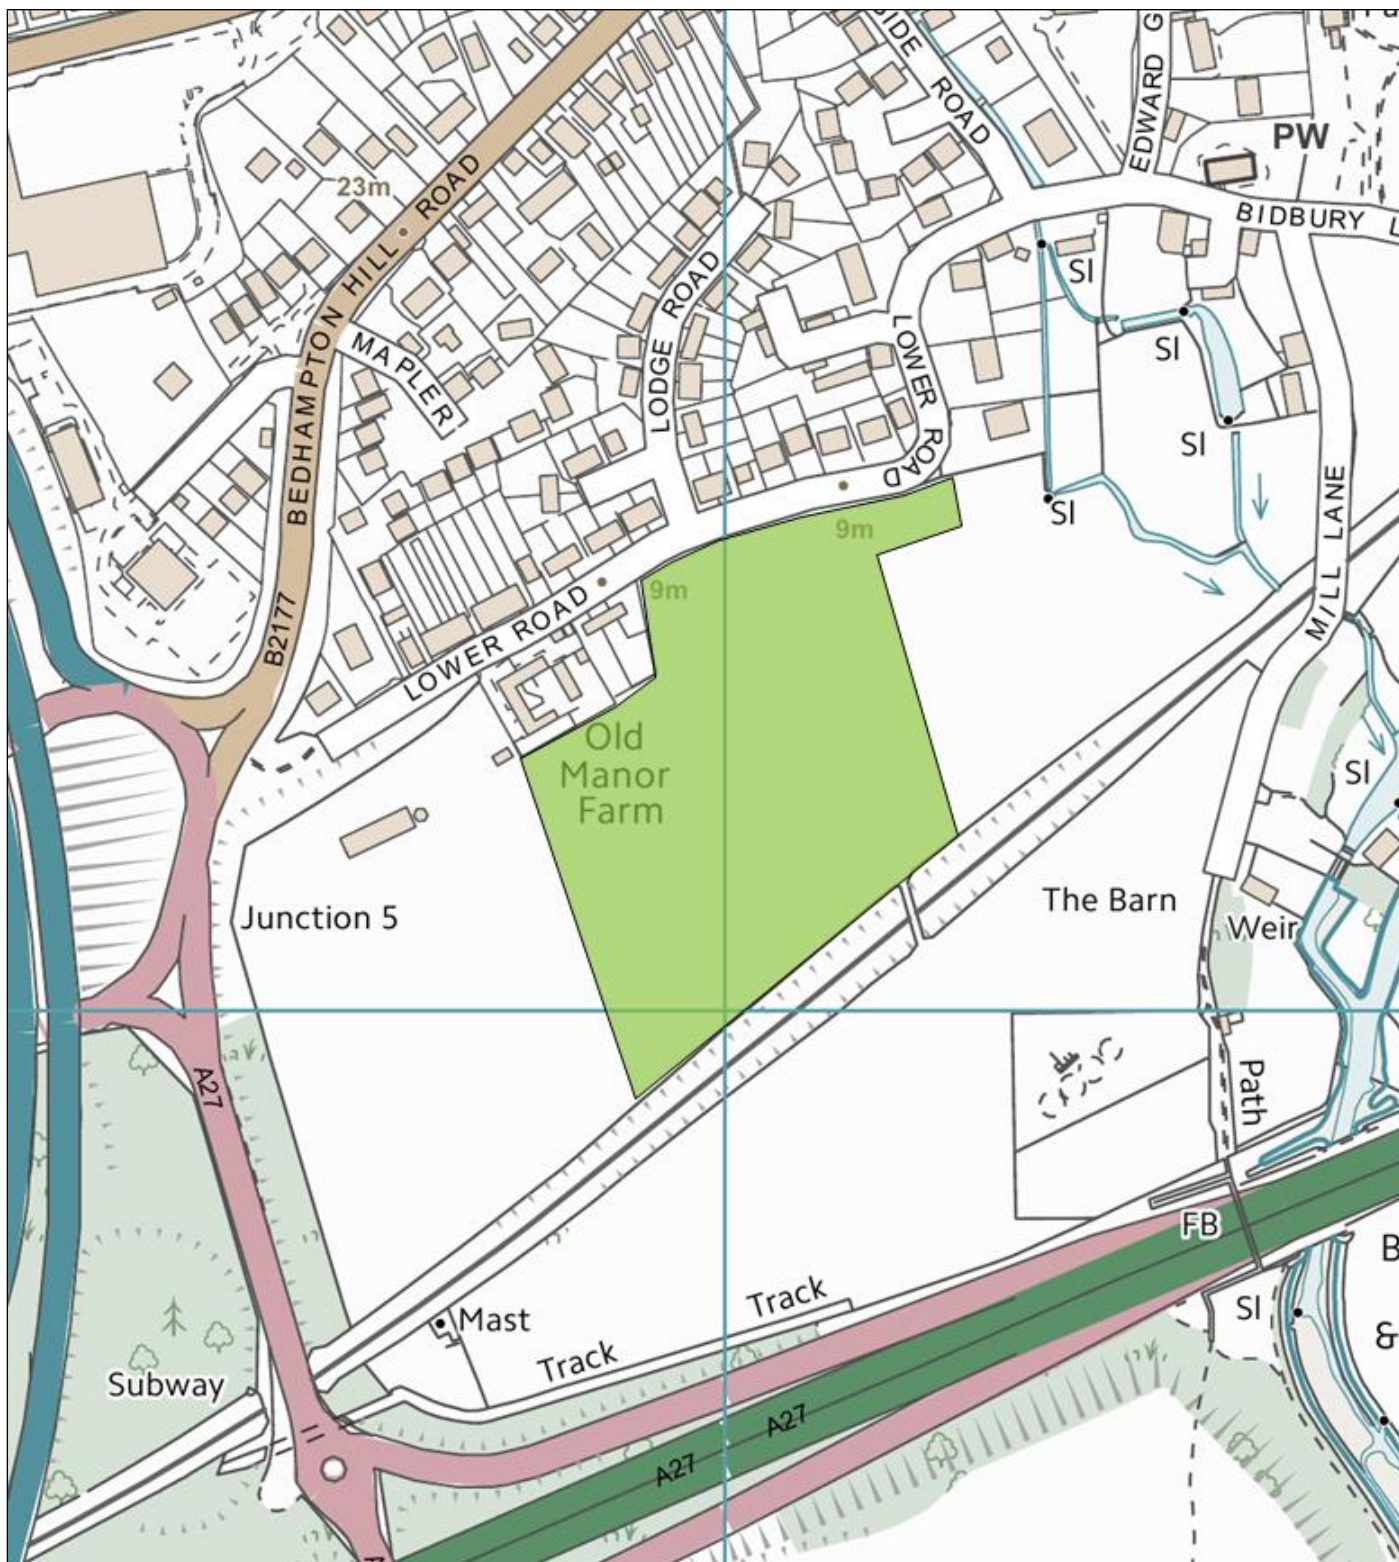 SIDE ROAD
EDWARD G
PW
23m
BEDHAMPTON HILL ROAD
BIDBURY L
SI
LODGE ROAD
MAPLER
LOWER ROAD
SI
SI
MILL LANE
SI
9m
9m
B2177
LOWER ROAD
Old
Manor
Farm
SI
Junction 5
The Barn
Weir
Path
A27
FB
B
SI
&
Track
Mast
Track
Subway
A27
A27